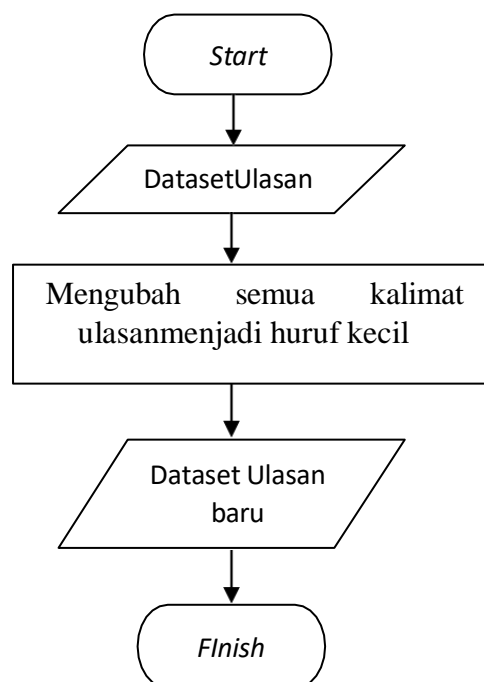 Start
DatasetUlasan
Mengubah semua kalimat
ulasanmenjadi huruf kecil
Dataset Ulasan
baru
FInish